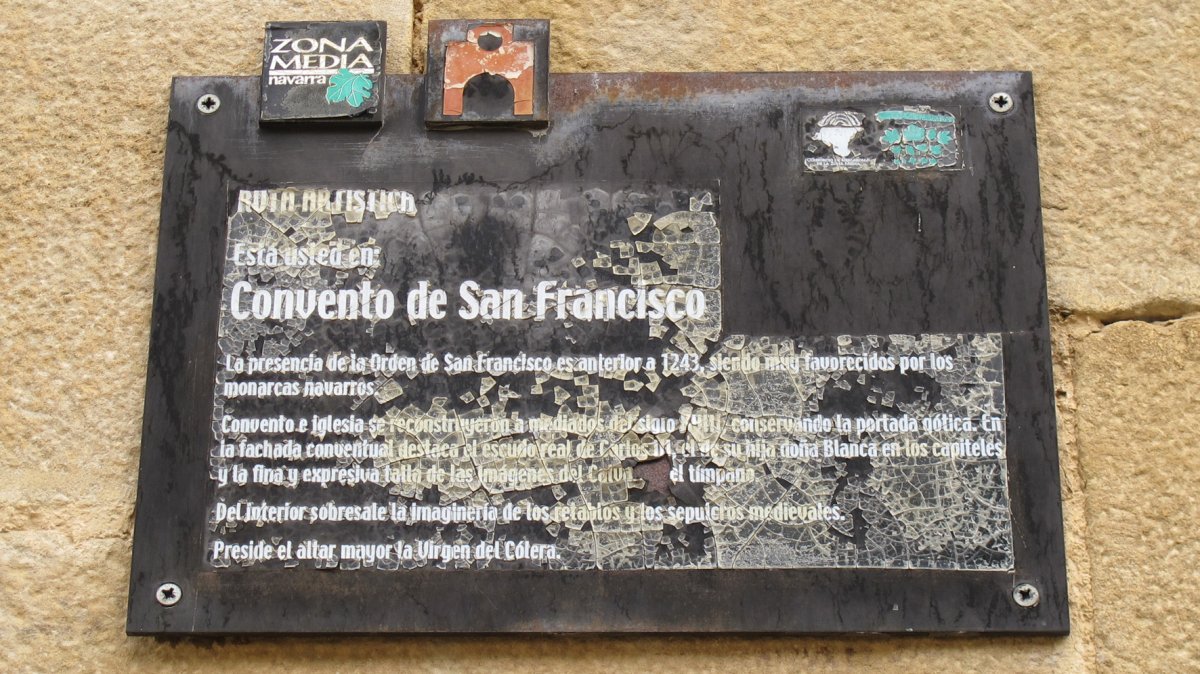 ZONA
MEDIA
navarra
RUTA ARTISTICA
Está usted en:
Convento de San Francisco
La presencia de la Orden de San Francisco es anterior a 1243, siendo muy favorecidos por los
monarcas navarros.
Convento e iglesia se reconstruyeron a mediados del siglo conservando la portada gótica. En
la fachada conventual destaca el escudo real de Carlos III, el de su hija doña Blanca en los capiteles
y la fina y expresiva talla de las imágenes del el tímpano
Del interior sobresale la imaginería de los retablos y los sepulcros medievales.
Preside el altar mayor la Virgen del Cólera.